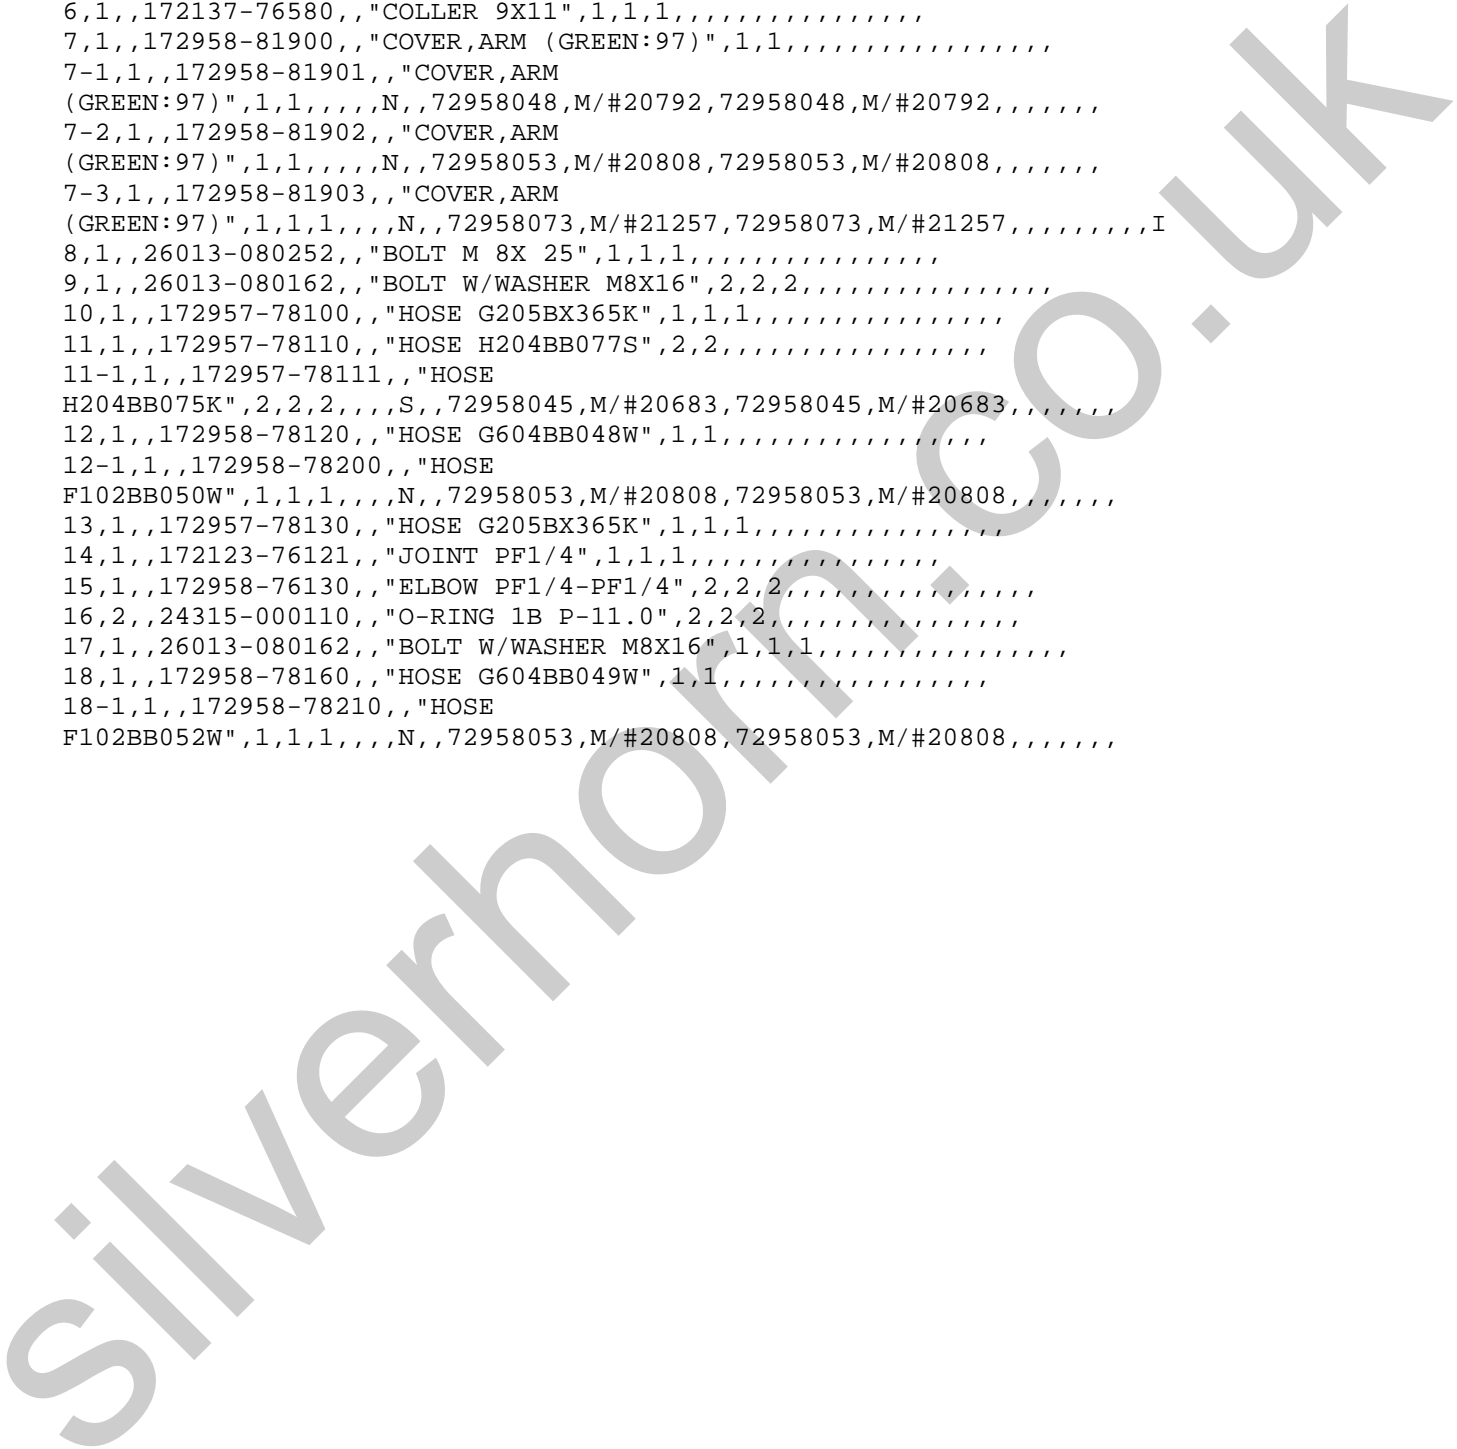 6,1,,172137-76580,,"COLLER 9X11",1,1,1,,,,,,,,,,,,,,,,
7,1,,172958-81900,,"COVER,ARM (GREEN:97)",1,1,,,,,,,,,,,,,,,,,
7-1,1,,172958-81901,,"COVER,ARM
(GREEN:97)",1,1,,,,,N,,72958048,M/#20792,72958048,M/#20792,,,,,,,
7-2,1,,172958-81902,,"COVER,ARM
(GREEN:97)",1,1,,,,,N,,72958053,M/#20808,72958053,M/#20808,,,,,,,
7-3,1,,172958-81903,,"COVER,ARM
(GREEN:97)",1,1,1,,,,N,,72958073,M/#21257,72958073,M/#21257,,,,,,,,,I
8,1,,26013-080252,,"BOLT M 8X 25",1,1,1,,,,,,,,,,,,,,,,
9,1,,26013-080162,,"BOLT W/WASHER M8X16",2,2,2,,,,,,,,,,,,,,,,
10,1,,172957-78100,,"HOSE G205BX365K",1,1,1,,,,,,,,,,,,,,,,
11,1,,172957-78110,,"HOSE H204BB077S",2,2,,,,,,,,,,,,,,,,,
11-1,1,,172957-78111,,"HOSE
H204BB075K",2,2,2,,,,S,,72958045,M/#20683,72958045,M/#20683,,,,,,,
12,1,,172958-78120,,"HOSE G604BB048W",1,1,,,,,,,,,,,,,,,,,
12-1,1,,172958-78200,,"HOSE
F102BB050W",1,1,1,,,,N,,72958053,M/#20808,72958053,M/#20808,,,,,,,
13,1,,172957-78130,,"HOSE G205BX365K",1,1,1,,,,,,,,,,,,,,,,
14,1,,172123-76121,,"JOINT PF1/4",1,1,1,,,,,,,,,,,,,,,,
15,1,,172958-76130,,"ELBOW PF1/4-PF1/4",2,2,2,,,,,,,,,,,,,,,,
16,2,,24315-000110,,"O-RING 1B P-11.0",2,2,2,,,,,,,,,,,,,,,,
17,1,,26013-080162,,"BOLT W/WASHER M8X16",1,1,1,,,,,,,,,,,,,,,,
18,1,,172958-78160,,"HOSE G604BB049W",1,1,,,,,,,,,,,,,,,,,
18-1,1,,172958-78210,,"HOSE
F102BB052W",1,1,1,,,,N,,72958053,M/#20808,72958053,M/#20808,,,,,,,
silverhorn.co.uk